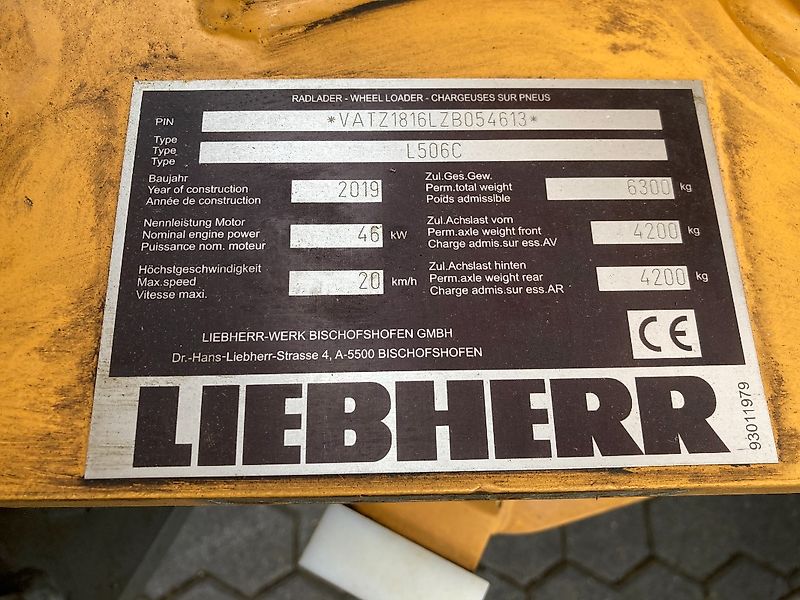 RADLADER - WHEEL LOADER - CHARGEUSES SUR PNEUS
PIN *VATZ1816LZB054613*
Type
Type L506C
Type
Baujahr
Year of construction 2019
Année de construction
Zul.Ges.Gew.
Perm.total weight 6300 kg
Poids admissible
Nennleistung Motor
Nominal engine power 46 kW
Puissance nom. moteur
Zul.Achslast vorn
Perm.axle weight front 4200 kg
Charge admis.sur ess.AV
Höchstgeschwindigkeit
Max.speed 20 km/h
Vitesse maxi.
Zul.Achslast hinten
Perm.axle weight rear 4200 kg
Charge admis.sur ess.AR
LIEBHERR-WERK BISCHOFSHOFEN GMBH
Dr.-Hans-Liebherr-Strasse 4, A-5500 BISCHOFSHOFEN
CE
LIEBHERR
93011979